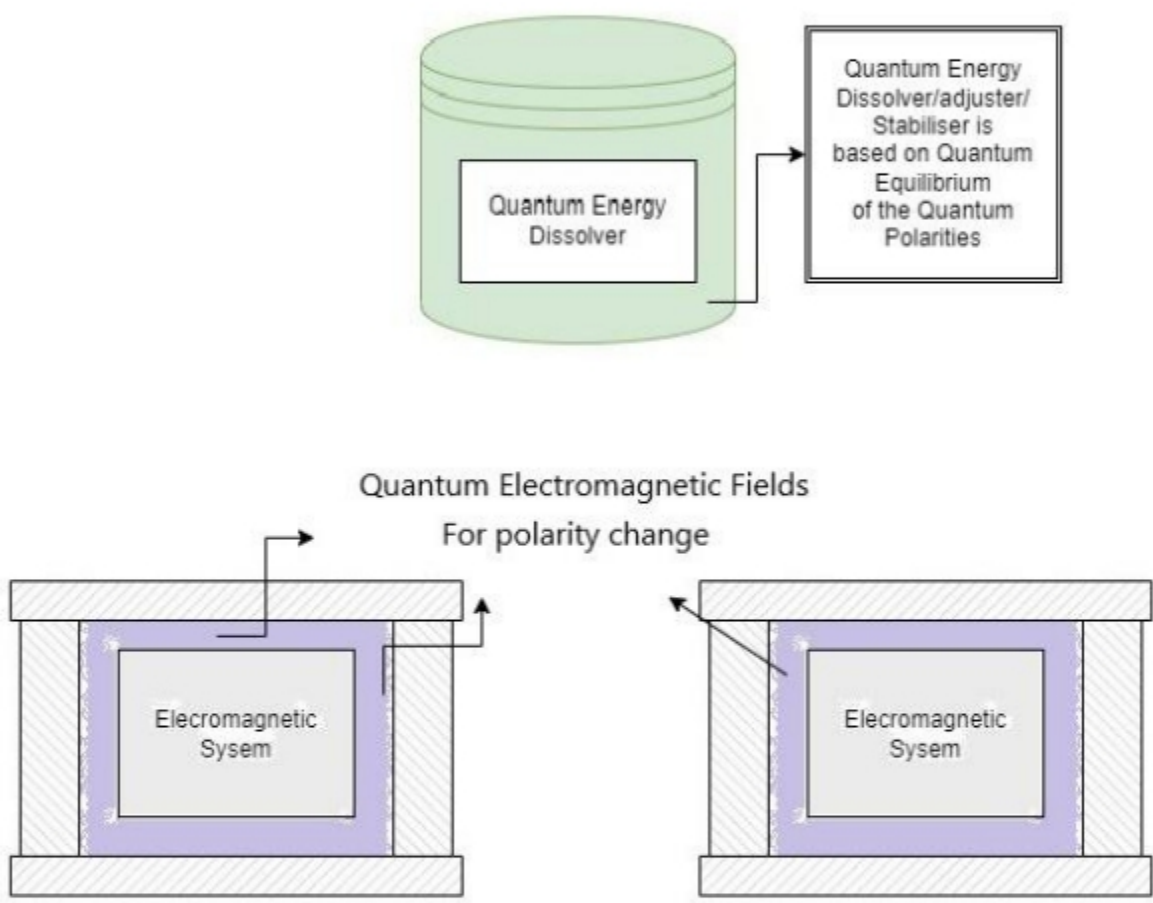 Quantum Energy
Dissolver
Quantum Energy
Dissolver/adjuster/
Stabiliser is
based on Quantum
Equilibrium
of the Quantum
Polarities
Quantum Electromagnetic Fields
For polarity change
Elecromagnetic
Sysem
Elecromagnetic
Sysem